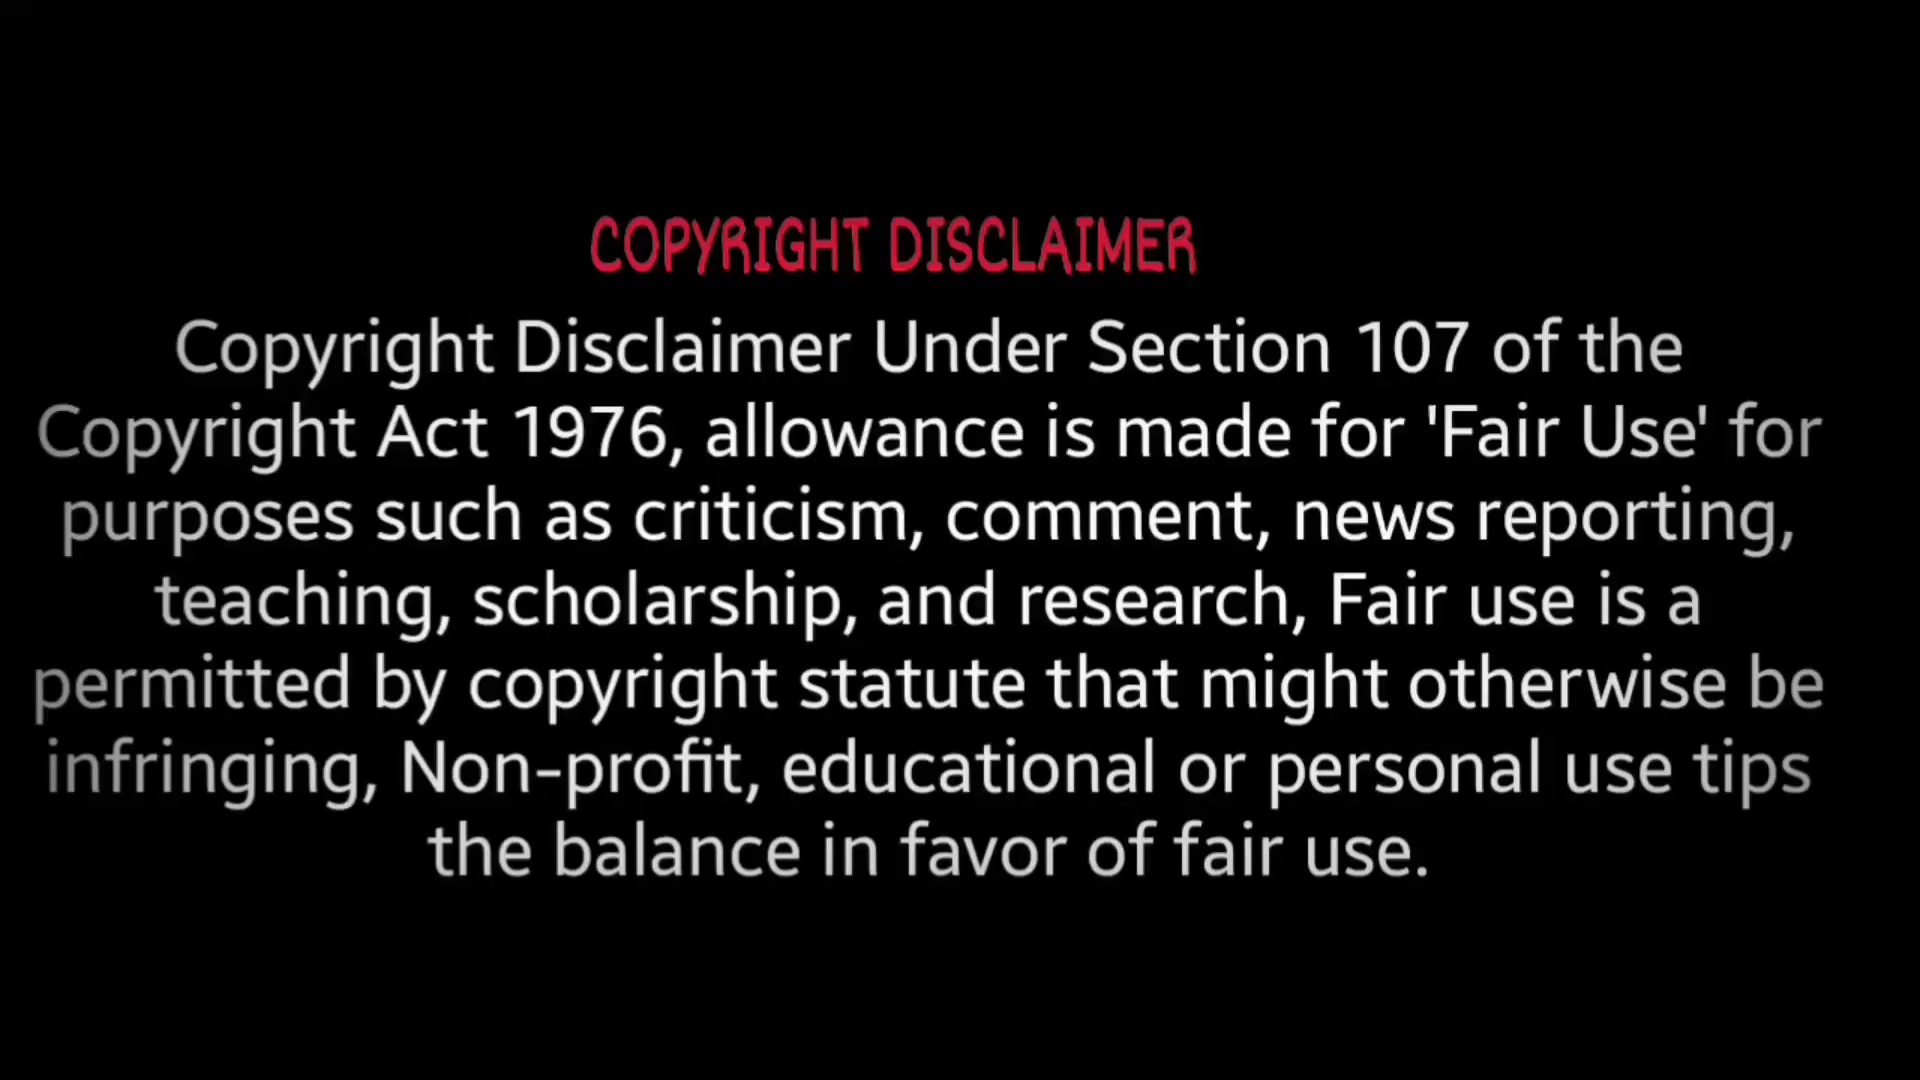 COPYRIGHT DISCLAIMER
Copyright Disclaimer Under Section 107 of the
Copyright Act 1976, allowance is made for 'Fair Use' for
purposes such as criticism, comment, news reporting,
teaching, scholarship, and research, Fair use is a
permitted by copyright statute that might otherwise be
infringing, Non-profit, educational or personal use tips
the balance in favor of fair use.